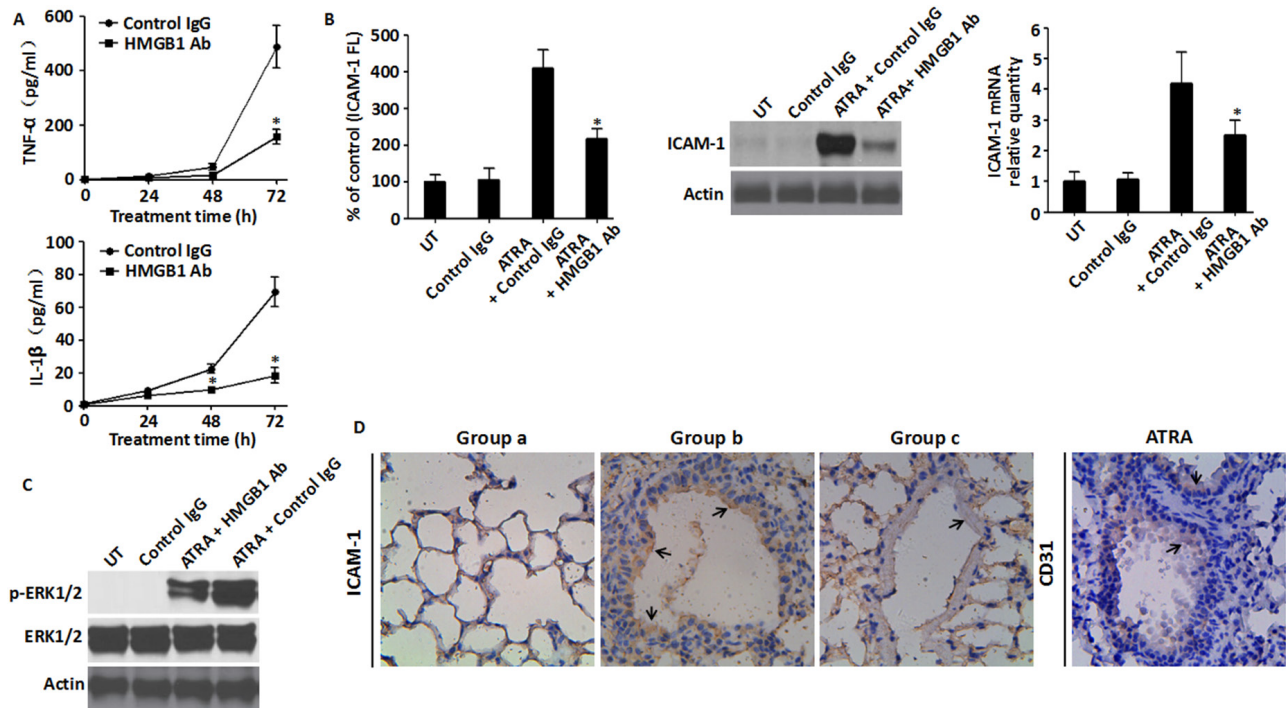 A
Control IgG
HMGB1 Ab
TNF-α (pg/ml)
600
400
200
0
0 24 48 72
Treatment time (h)
*
Control IgG
HMGB1 Ab
IL-1β (pg/ml)
100
80
60
40
20
0
0 24 48 72
Treatment time (h)
*
*
B
% of control (ICAM-1 FL)
500
400
300
200
100
0
*
UT
Control IgG
ATRA
+ Control IgG
ATRA
+ HMGB1 Ab
UT
Control IgG
ATRA + Control IgG
ATRA+ HMGB1 Ab
ICAM-1
Actin
ICAM-1 mRNA
relative quantity
6
5
4
3
2
1
0
*
UT
Control IgG
ATRA
+ Control IgG
ATRA
+ HMGB1 Ab
C
UT
Control IgG
ATRA + HMGB1 Ab
ATRA + Control IgG
p-ERK1/2
ERK1/2
Actin
D
Group a
Group b
Group c
ATRA
ICAM-1
CD31